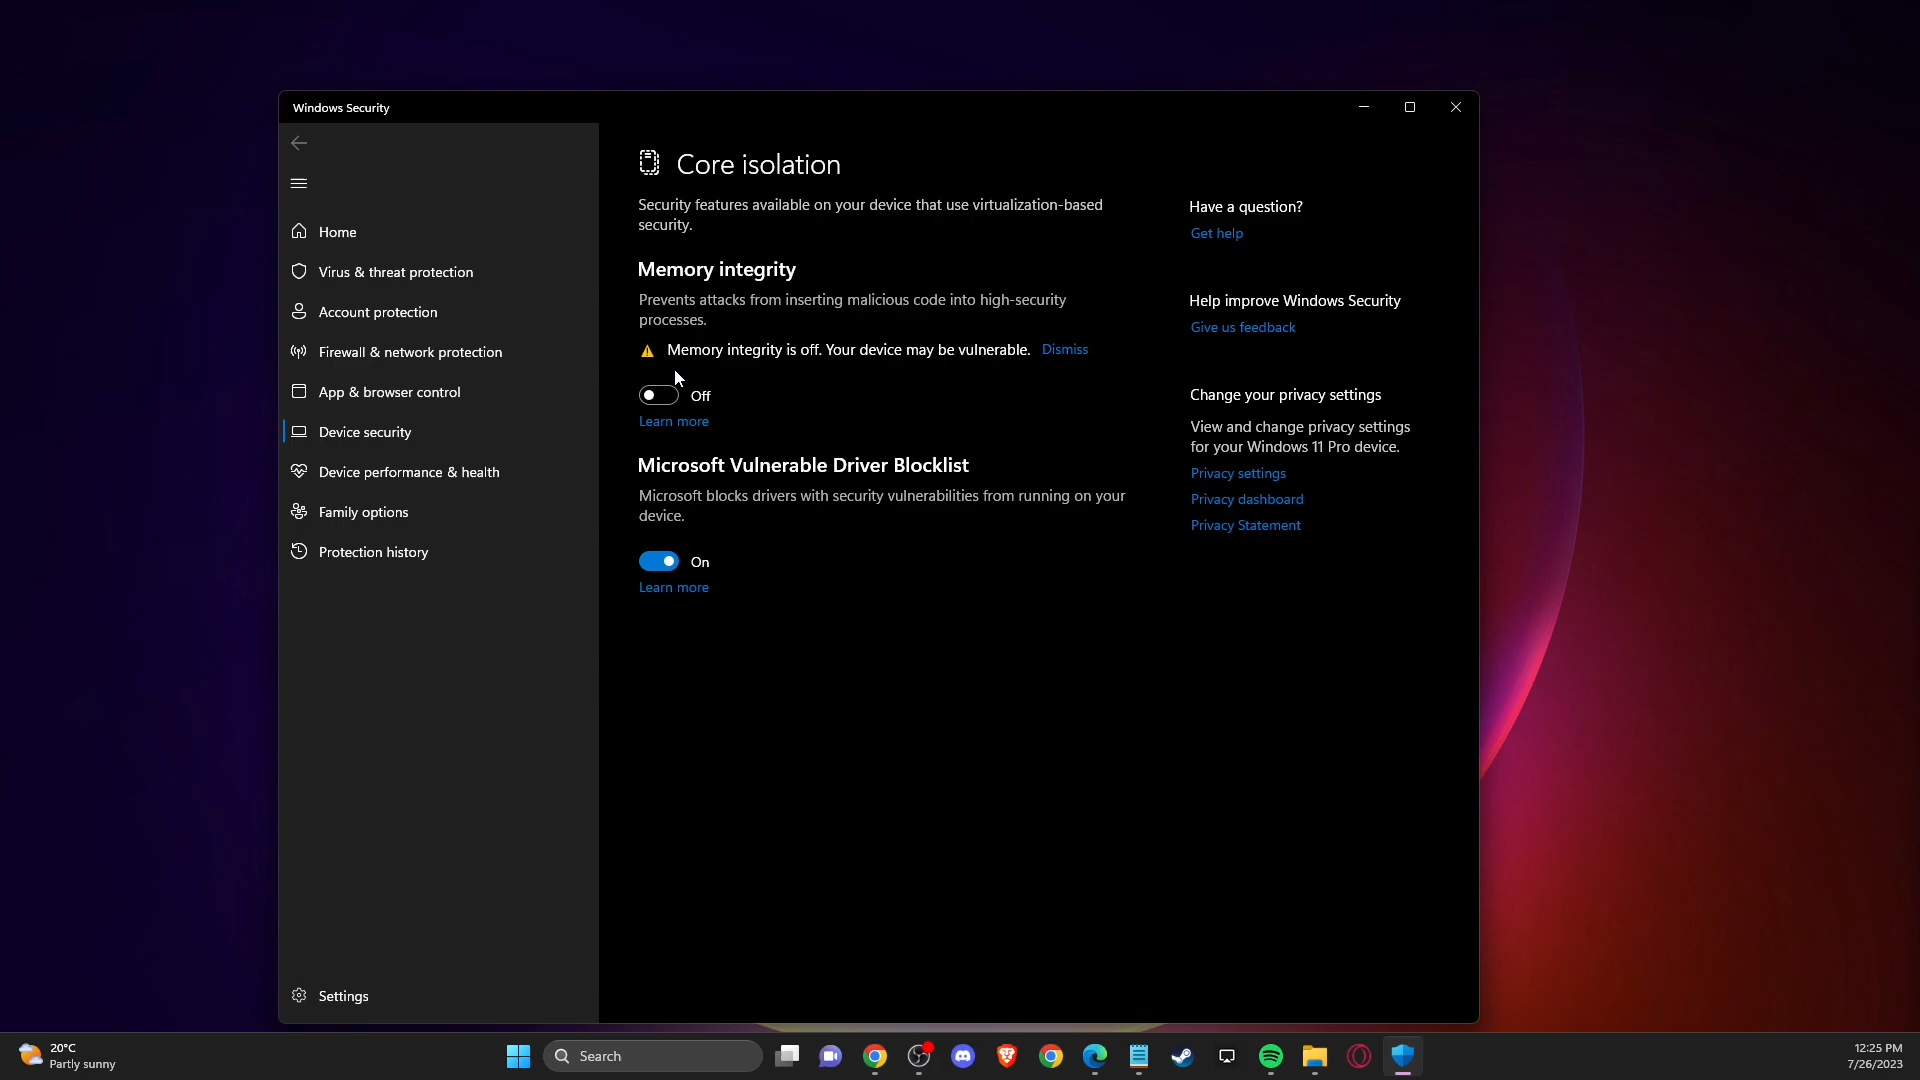 Windows Security
Home
Virus & threat protection
Account protection
Firewall & network protection
App & browser control
Device security
Device performance & health
Family options
Protection history
Settings
Core isolation
Security features available on your device that use virtualization-based
security.
Memory integrity
Prevents attacks from inserting malicious code into high-security
processes.
Memory integrity is off. Your device may be vulnerable. Dismiss
Off
Learn more
Microsoft Vulnerable Driver Blocklist
Microsoft blocks drivers with security vulnerabilities from running on your
device.
On
Learn more
Have a question?
Get help
Help improve Windows Security
Give us feedback
Change your privacy settings
View and change privacy settings
for your Windows 11 Pro device.
Privacy settings
Privacy dashboard
Privacy Statement
20°C
Partly sunny
Search
12:25 PM
7/26/2023